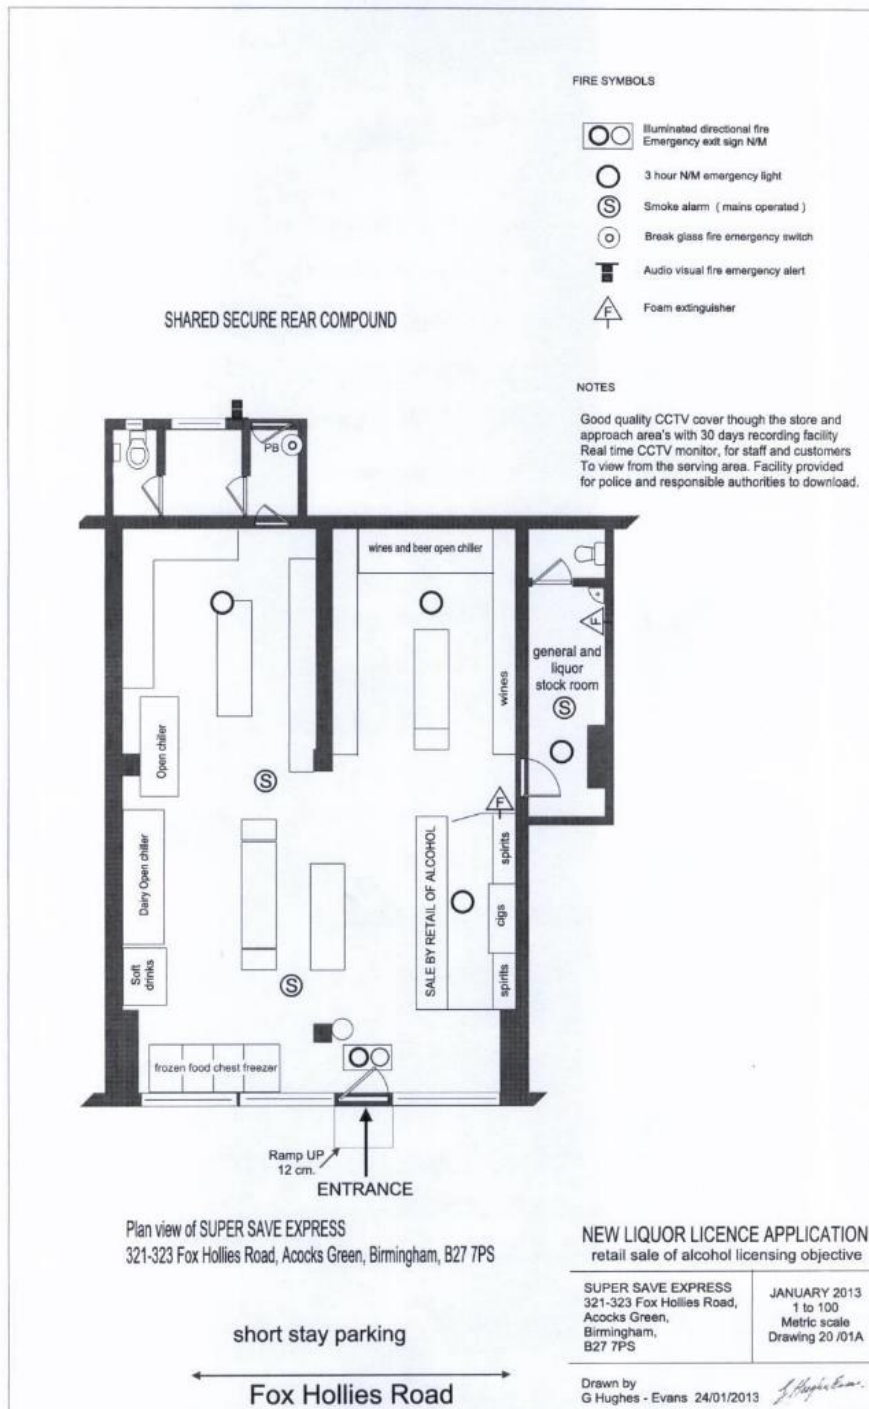 FIRE SYMBOLS
Illuminated directional fire
Emergency exit sign N/M
3 hour N/M emergency light
S
Smoke alarm ( mains operated )
Break glass fire emergency switch
Audio visual fire emergency alert
F
Foam extinguisher
SHARED SECURE REAR COMPOUND
NOTES
Good quality CCTV cover though the store and
approach area's with 30 days recording facility
Real time CCTV monitor, for staff and customers
To view from the serving area. Facility provided
for police and responsible authorities to download.
PB
wines and beer open chiller
F
general and
liquor
stock room
S
wines
Open chiller
S
F
Dairy Open chiller
SALE BY RETAIL OF ALCOHOL
spirits
cigs
spirits
Soft
drinks
S
frozen food chest freezer
Ramp UP
12 cm.
ENTRANCE
Plan view of SUPER SAVE EXPRESS
321-323 Fox Hollies Road, Acocks Green, Birmingham, B27 7PS
short stay parking
Fox Hollies Road
NEW LIQUOR LICENCE APPLICATION
retail sale of alcohol licensing objective
SUPER SAVE EXPRESS
321-323 Fox Hollies Road,
Acocks Green,
Birmingham,
B27 7PS
JANUARY 2013
1 to 100
Metric scale
Drawing 20 /01A
Drawn by
G Hughes - Evans 24/01/2013